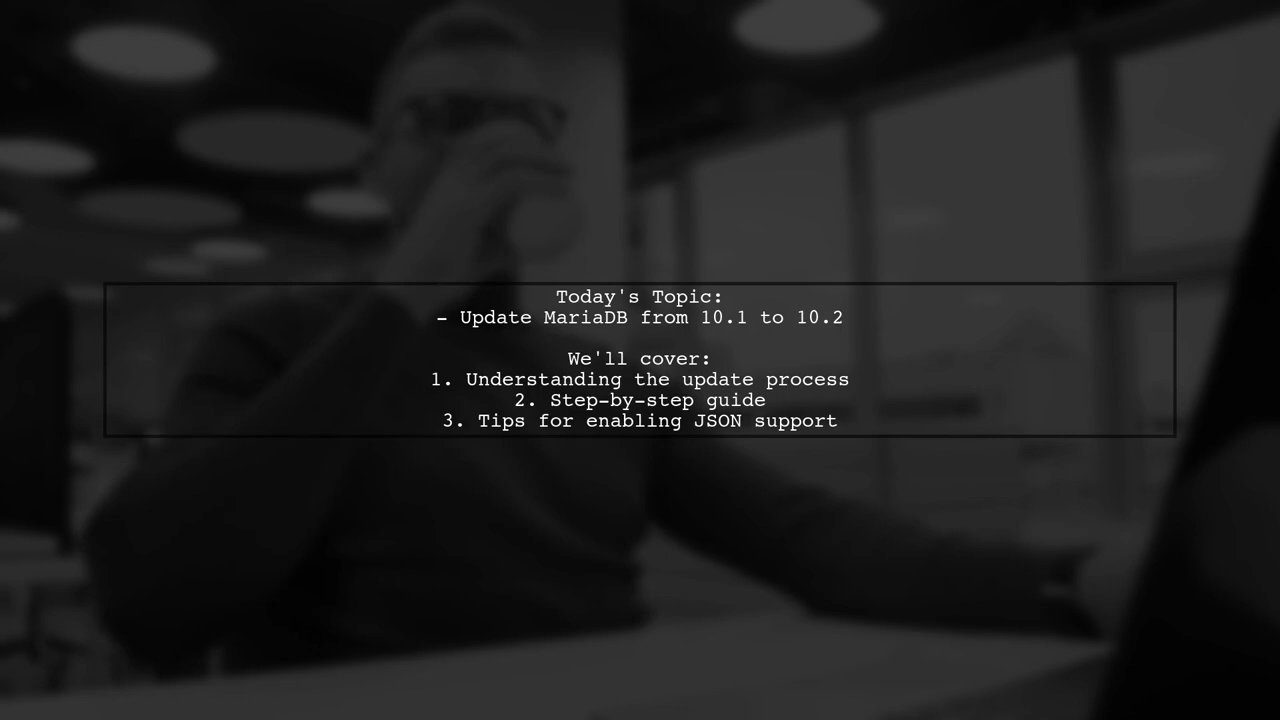 Today's Topic:
- Update MariaDB from 10.1 to 10.2
We'll cover:
1. Understanding the update process
2. Step-by-step guide
3. Tips for enabling JSON support